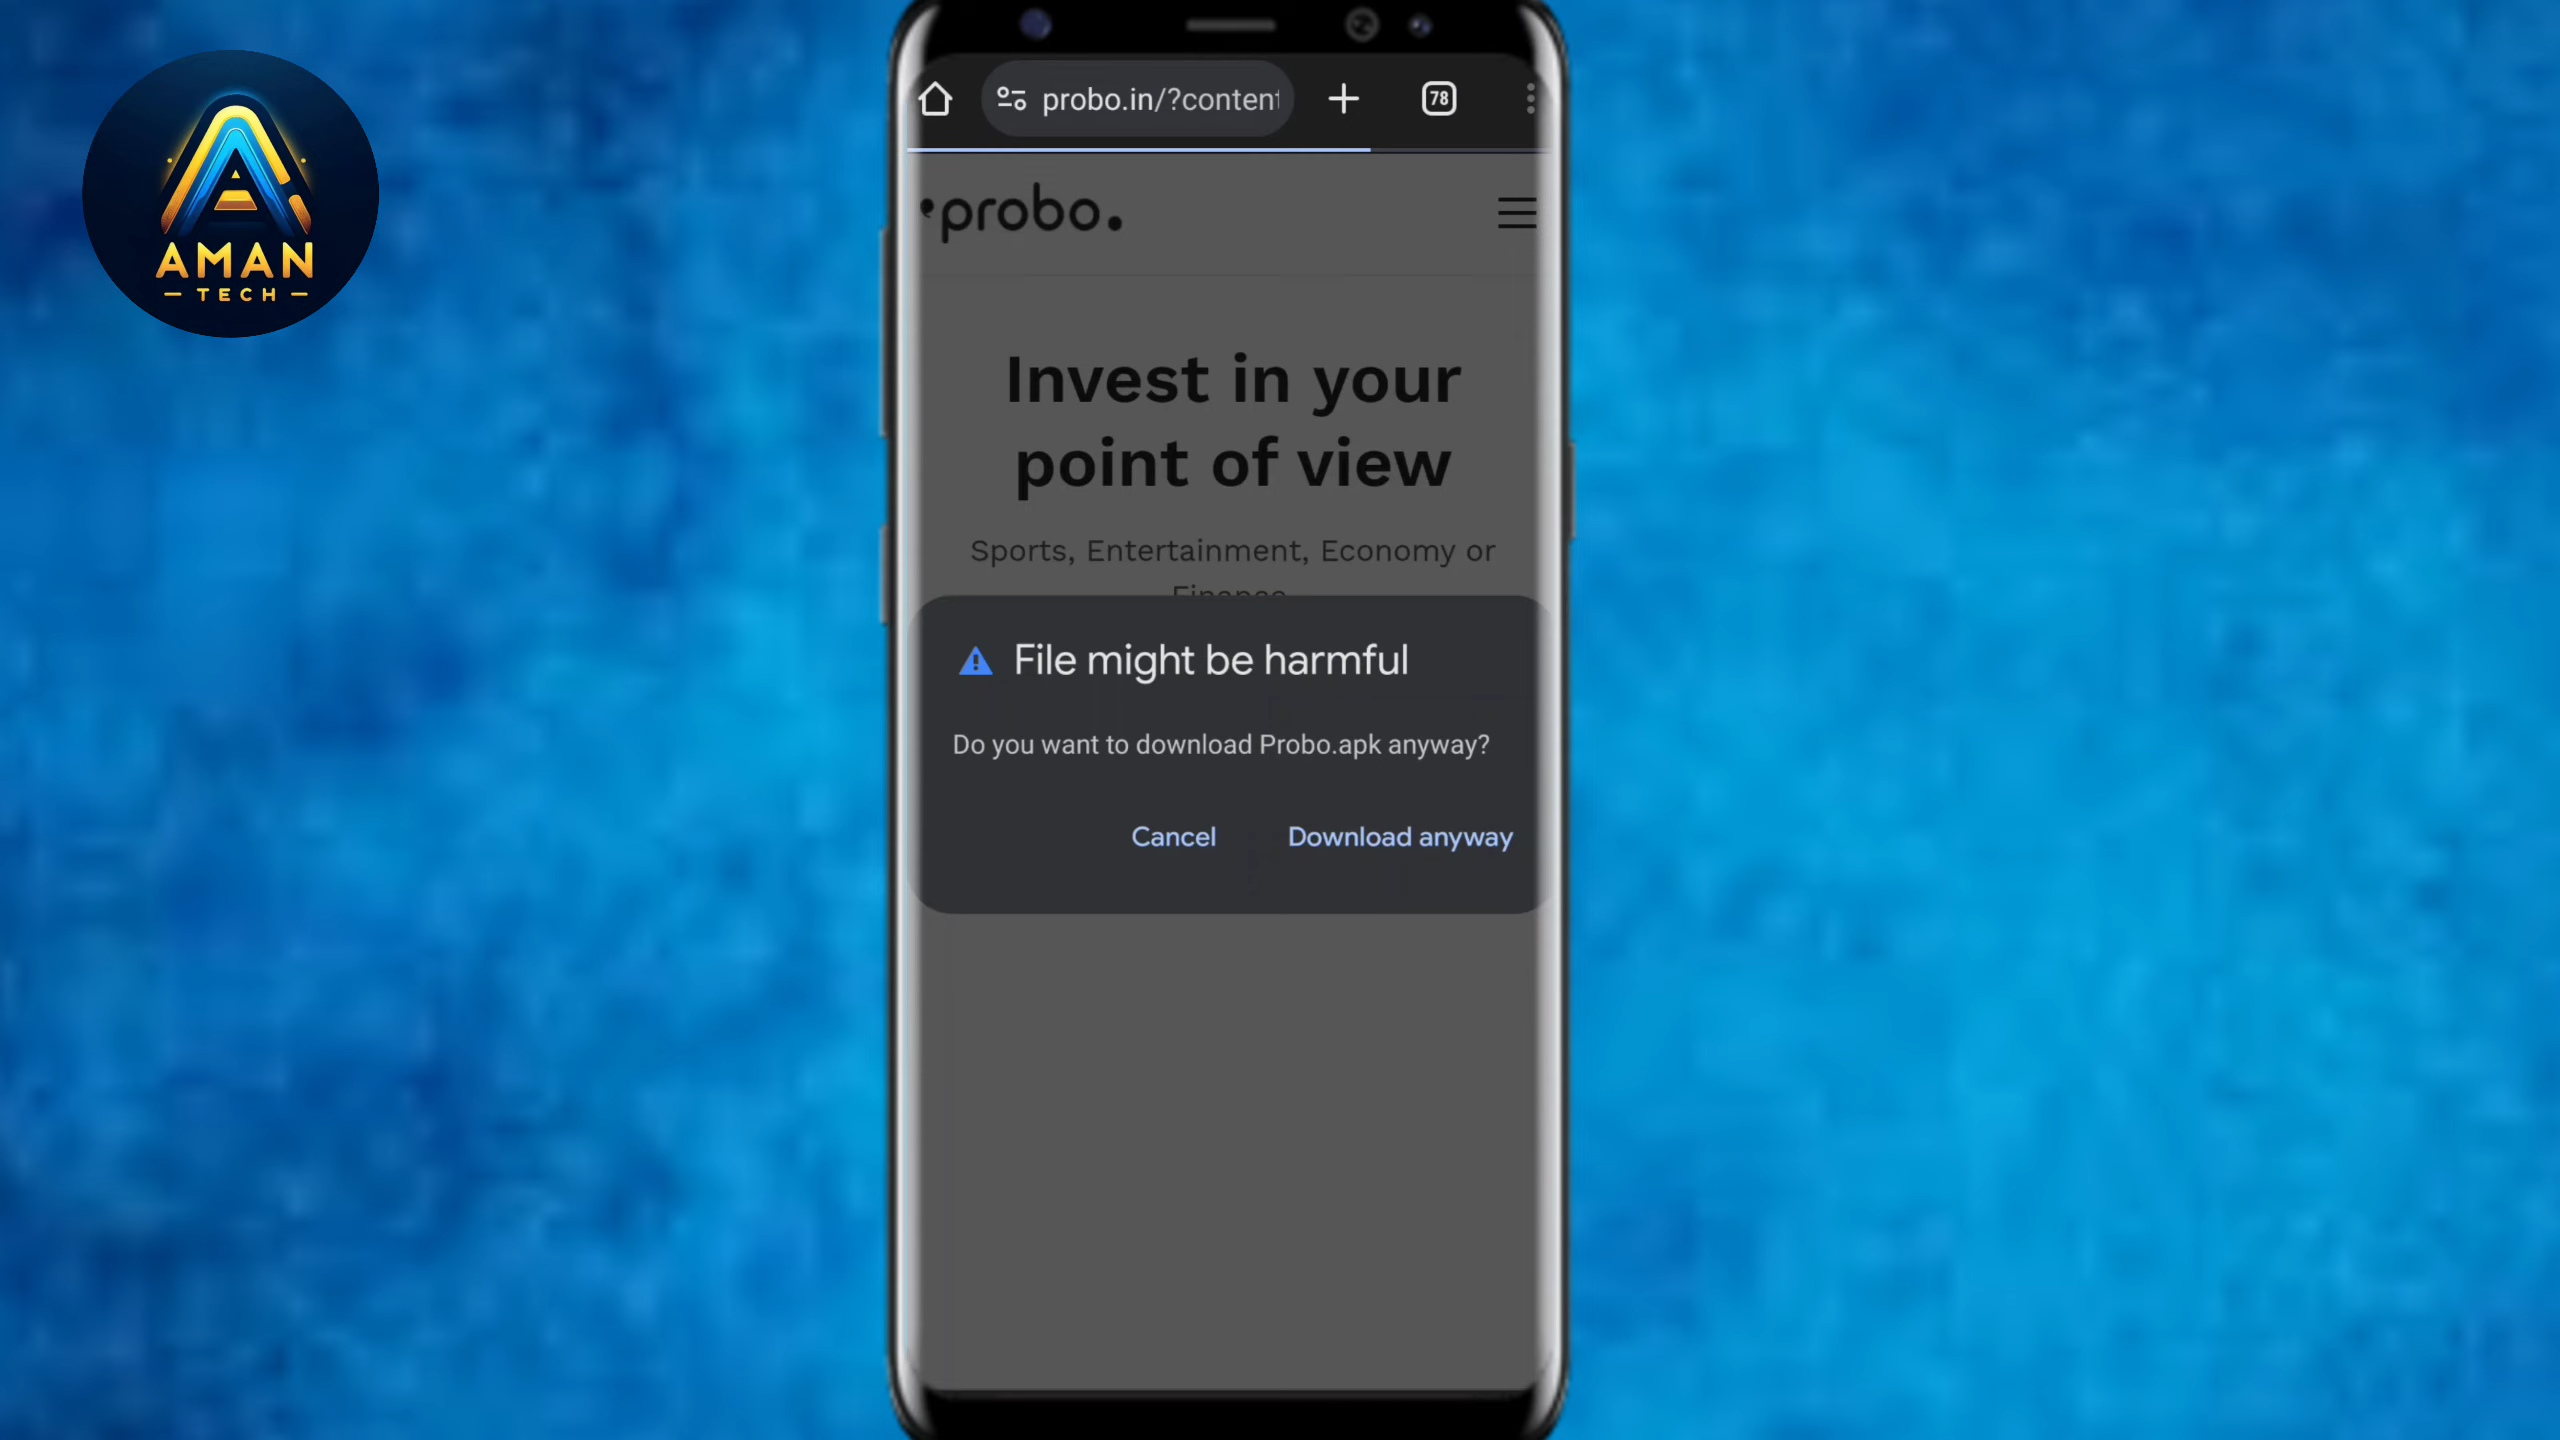 AMAN
TECH
probo.in/?content
78
probo.
Invest in your
point of view
Sports, Entertainment, Economy or
Finance
File might be harmful
Do you want to download Probo.apk anyway?
Cancel
Download anyway